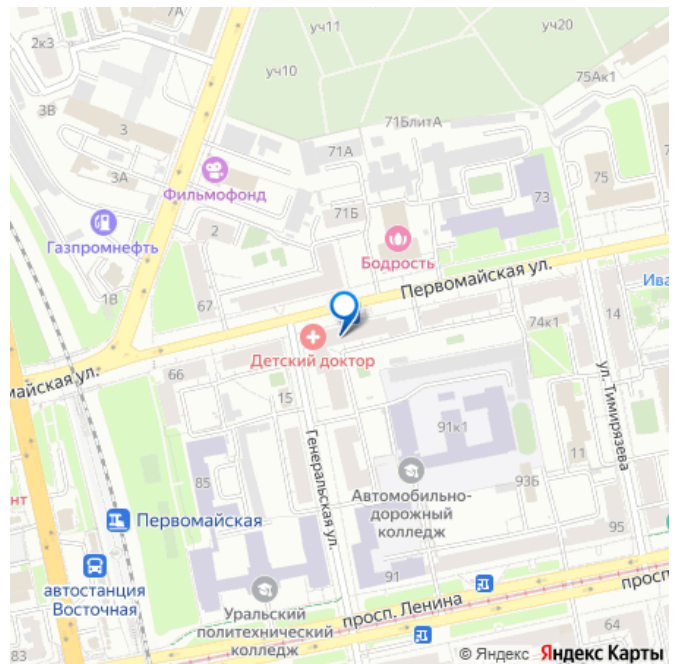 7А
уч11
уч20
2к3
уч10
75Ак1
3В
3
71БлитА
71А
3А
Фильмофонд
75
73
71Б
2
Газпромнефть
Бодрость
Первомайская ул.
Ива
1В
67
14
74к1
Детский доктор
майская ул.
66
ул. Тимирязева
15
Генеральская ул.
91к1
11
85
93Б
нт
Автомобильно-
дорожный
колледж
Первомайская
95
автостанция
Восточная
91
просп. Ленина
просп
Уральский
политехнический
колледж
64
83
© Яндекс Яндекс Карты